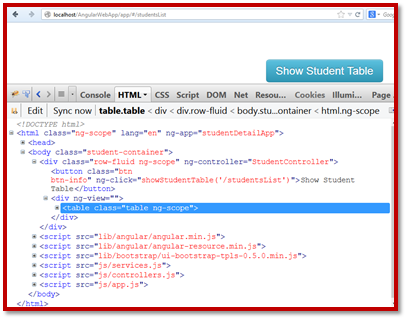 localhost/AngularWebApp/app/#/studentsList
Goo
Show Student Table
Console HTML CSS Script DOM Net Resou... Cookies Illumi... Page
Edit Sync now table.table < div < div.row-fluid < body.stu...ontainer < html.ng-scope
<!DOCTYPE html>
<html class="ng-scope" lang="en" ng-app="studentDetailApp">
<head>
<body class="student-container">
<div class="row-fluid ng-scope" ng-controller="StudentController">
<button class="btn
btn-info" ng-click="showStudentTable('/studentsList')">Show Student
Table</button>
<div ng-view="">
<table class="table ng-scope">
</div>
</div>
<script src="lib/angular/angular.min.js">
<script src="lib/angular/angular-resource.min.js">
<script src="lib/bootstrap/ui-bootstrap-tpls-0.5.0.min.js">
<script src="js/services.js">
<script src="js/controllers.js">
<script src="js/app.js">
</body>
</html>